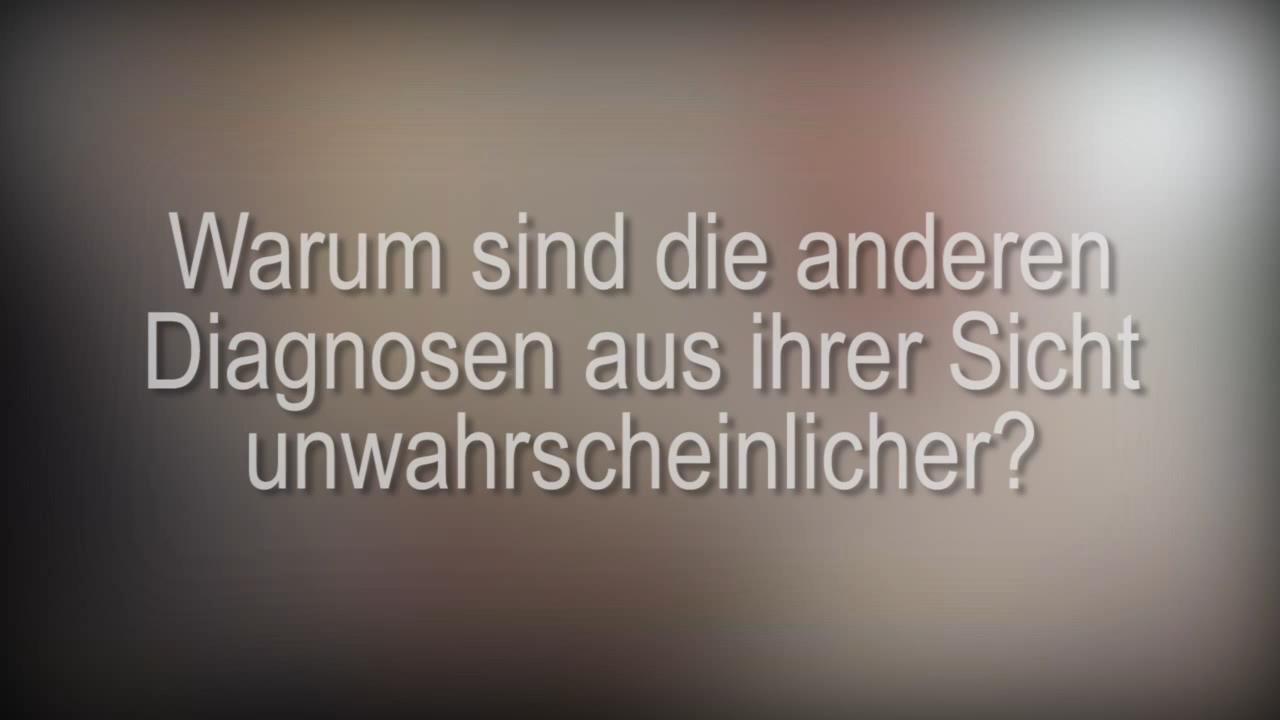 Warum sind die anderen
Diagnosen aus ihrer Sicht
unwahrscheinlicher?